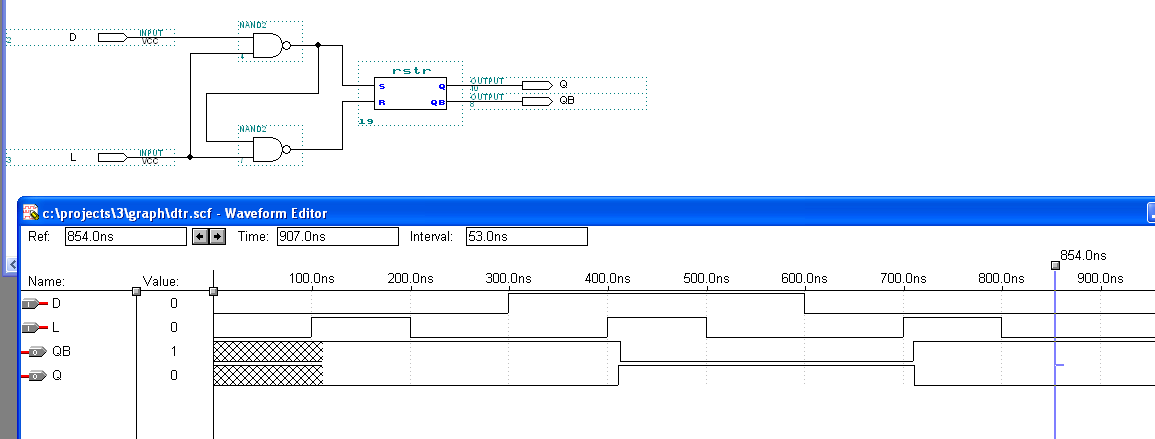 NAND2
D
INPUT
VCC
2
4
rstr
S
Q
OUTPUT
10
Q
R
QB
OUTPUT
8
QB
19
NAND2
L
INPUT
VCC
3
7
c:\projects\3\graph\dtr.scf - Waveform Editor
Ref: 854.0ns Time: 907.0ns Interval: 53.0ns
854.0ns
Name: Value: 100.0ns 200.0ns 300.0ns 400.0ns 500.0ns 600.0ns 700.0ns 800.0ns 900.0ns
D 0
L 0
QB 1
Q 0